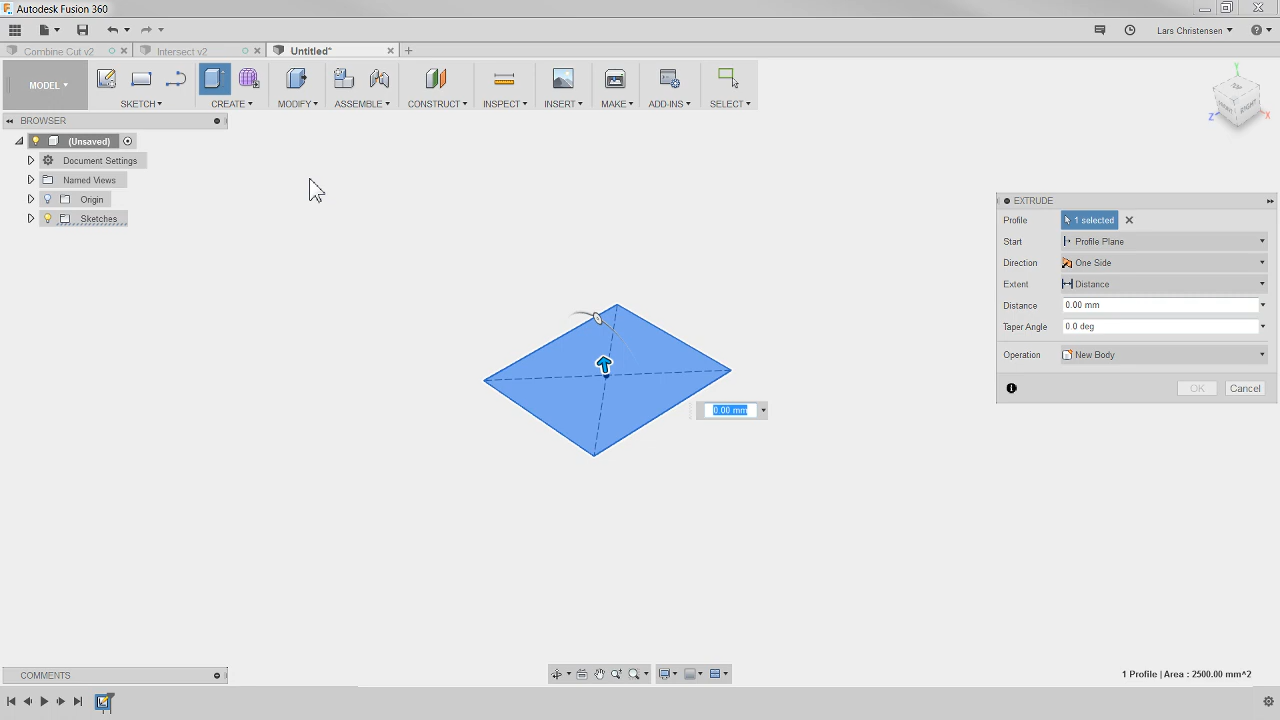 Autodesk Fusion 360
Lars Christensen
Combine Cut v2
Intersect v2
Untitled*
MODEL
SKETCH
CREATE
MODIFY
ASSEMBLE
CONSTRUCT
INSPECT
INSERT
MAKE
ADD-INS
SELECT
Y
Z
X
RIGHT
BROWSER
(Unsaved)
Document Settings
Named Views
Origin
Sketches
EXTRUDE
Profile 1 selected
Start Profile Plane
Direction One Side
Extent Distance
Distance 0.00 mm
Taper Angle 0.0 deg
Operation New Body
OK Cancel
0.00 mm
COMMENTS
1 Profile | Area : 2500.00 mm^2